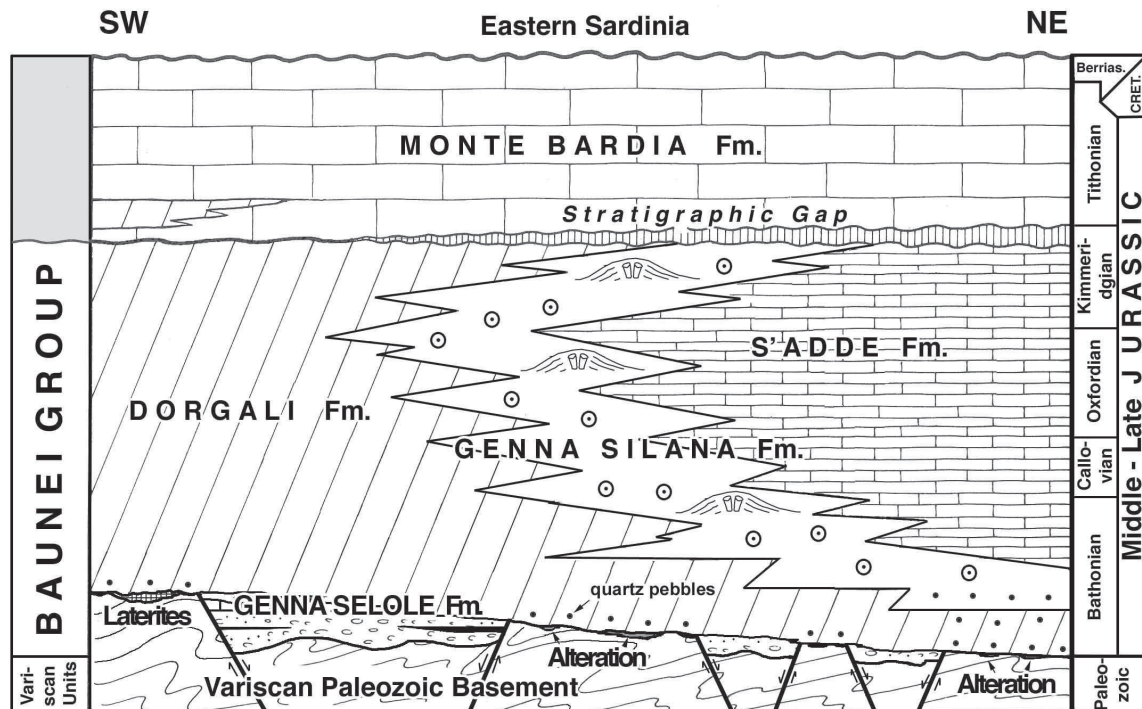 SW
Eastern Sardinia
NE
Berrias.
CRET.
MONTE BARDIA Fm.
Tithonian
Stratigraphic Gap
Kimmeri-
dgian
S'ADDE Fm.
Oxfordian
DORGALI Fm.
GENNA SILANA Fm.
Callo-
vian
Bathonian
Middle - Late JURASSIC
BAUNEI GROUP
quartz pebbles
Laterites
GENNA SELOLE Fm.
Alteration
Alteration
Variscan Paleozoic Basement
Vari-
scan
Units
Paleo-
zoic